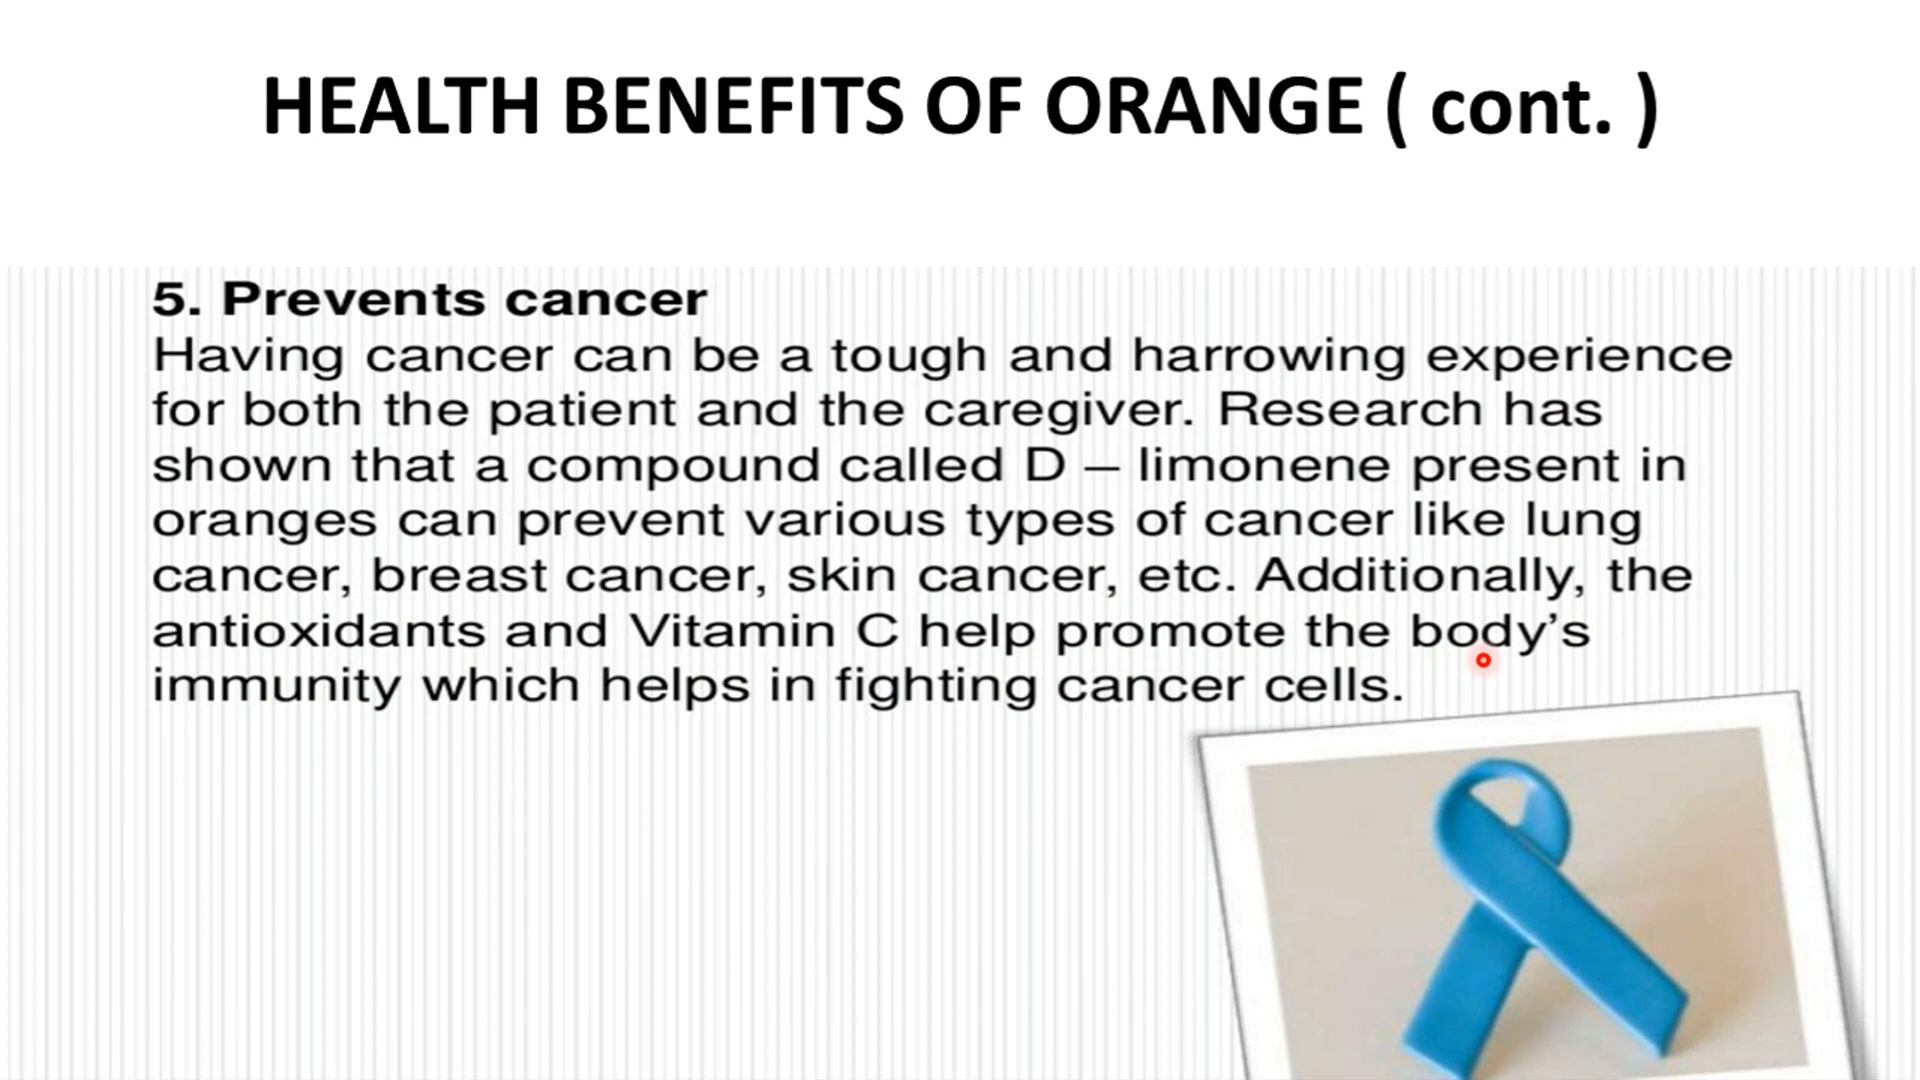 HEALTH BENEFITS OF ORANGE ( cont. )
5. Prevents cancer
Having cancer can be a tough and harrowing experience
for both the patient and the caregiver. Research has
shown that a compound called D – limonene present in
oranges can prevent various types of cancer like lung
cancer, breast cancer, skin cancer, etc. Additionally, the
antioxidants and Vitamin C help promote the body’s
immunity which helps in fighting cancer cells.